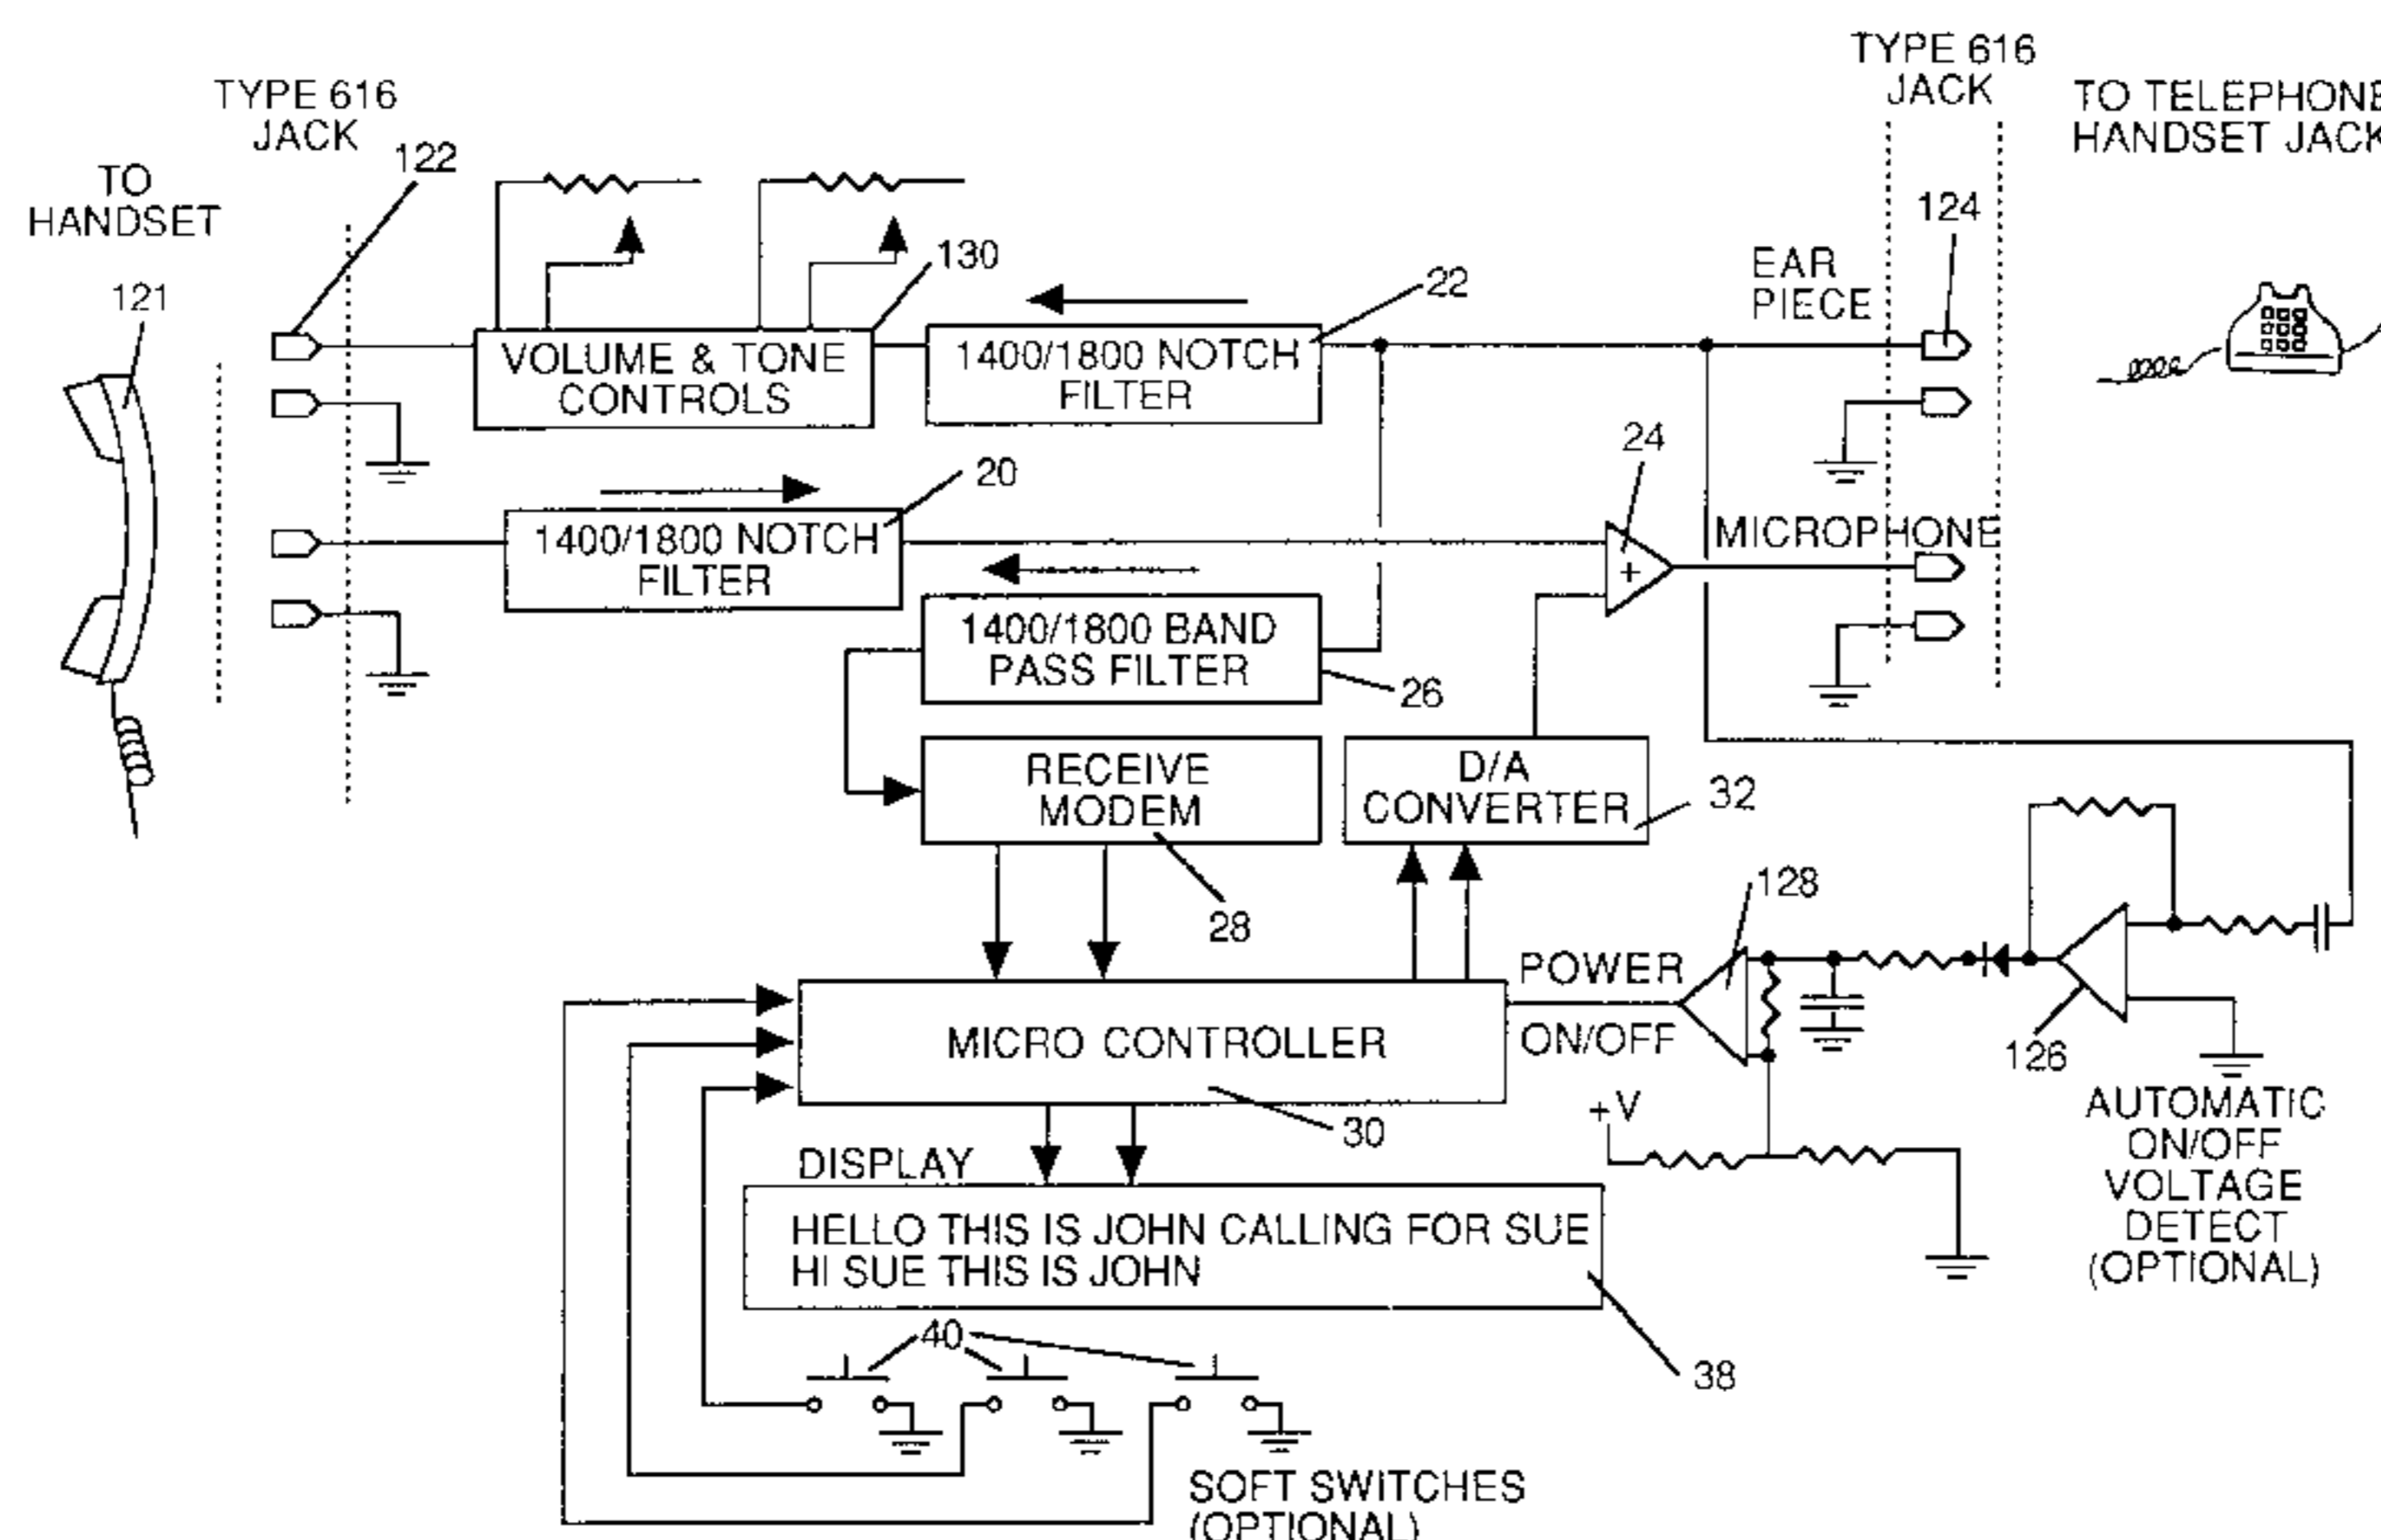 TYPE 616
JACK
TO TELEPHONE
HANDSET JACK
TYPE 616
JACK
122
TO
HANDSET
124
130
EAR
PIECE
22
121
VOLUME & TONE
CONTROLS
1400/1800 NOTCH
FILTER
24
20
MICROPHONE
1400/1800 NOTCH
FILTER
1400/1800 BAND
PASS FILTER
26
RECEIVE
MODEM
D/A
CONVERTER
32
28
128
POWER
ON/OFF
MICRO CONTROLLER
126
30
+V
AUTOMATIC
ON/OFF
VOLTAGE
DETECT
(OPTIONAL)
DISPLAY
HELLO THIS IS JOHN CALLING FOR SUE
HI SUE THIS IS JOHN
40
38
SOFT SWITCHES
(OPTIONAL)